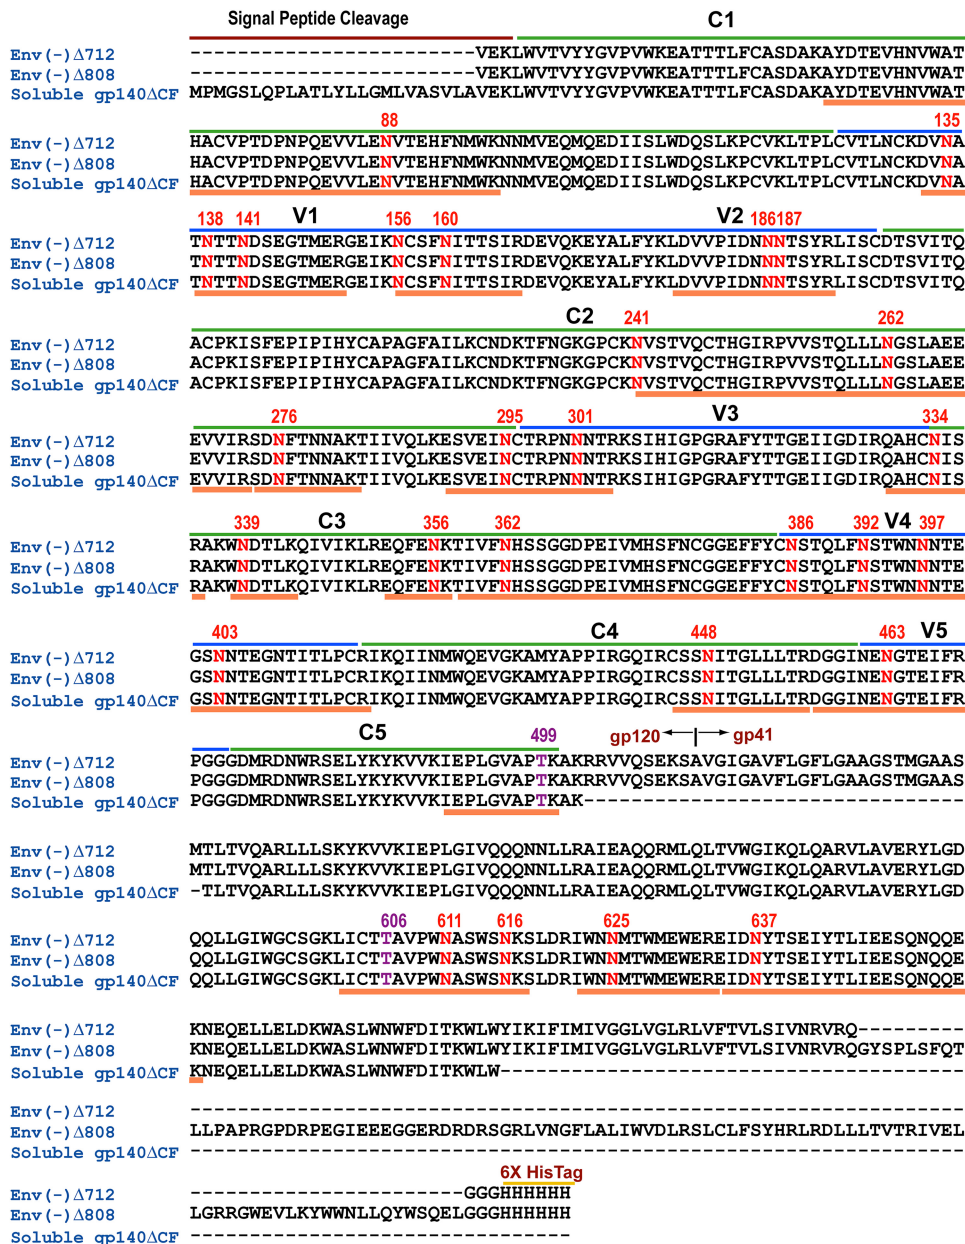 Signal Peptide Cleavage C1
Env(-)Δ712 --------------------------------VEKLWVTVYYGVPVWKEATTTLFCASDAKAYDTEVHNVWAT
Env(-)Δ808 --------------------------------VEKLWVTVYYGVPVWKEATTTLFCASDAKAYDTEVHNVWAT
Soluble gp140ΔCF MPMGSLQPLATLYLLGMLVASVLAVEKLWVTVYYGVPVWKEATTTLFCASDAKAYDTEVHNVWAT
88 135
Env(-)Δ712 HACVPTDPNPQEVVLENVTEHFNMWKNNMVEQMQEDIISLWDQSLKPCVKLTPLCVTLNCKDVNA
Env(-)Δ808 HACVPTDPNPQEVVLENVTEHFNMWKNNMVEQMQEDIISLWDQSLKPCVKLTPLCVTLNCKDVNA
Soluble gp140ΔCF HACVPTDPNPQEVVLENVTEHFNMWKNNMVEQMQEDIISLWDQSLKPCVKLTPLCVTLNCKDVNA
138 141 V1 156 160 V2 186187
Env(-)Δ712 TNTTNDSEGTMERGEIKNCSFNITTSIRDEVQKEYALFYKLDVVPIDNNNTSYRLISCDTSVITQ
Env(-)Δ808 TNTTNDSEGTMERGEIKNCSFNITTSIRDEVQKEYALFYKLDVVPIDNNNTSYRLISCDTSVITQ
Soluble gp140ΔCF TNTTNDSEGTMERGEIKNCSFNITTSIRDEVQKEYALFYKLDVVPIDNNNTSYRLISCDTSVITQ
C2 241 262
Env(-)Δ712 ACPKISFEPIPIHYCAPAGFAILKCNDKTFNGKGPCKNVSTVQCTHGIRPVVSTQLLLNGSLAEE
Env(-)Δ808 ACPKISFEPIPIHYCAPAGFAILKCNDKTFNGKGPCKNVSTVQCTHGIRPVVSTQLLLNGSLAEE
Soluble gp140ΔCF ACPKISFEPIPIHYCAPAGFAILKCNDKTFNGKGPCKNVSTVQCTHGIRPVVSTQLLLNGSLAEE
276 295 301 V3 334
Env(-)Δ712 EVVIRSDNFTNNAKTIIVQLKESVEINCTRPNNNTRKSIHIGPGRAFYTTGEIIGDIRQAHCNIS
Env(-)Δ808 EVVIRSDNFTNNAKTIIVQLKESVEINCTRPNNNTRKSIHIGPGRAFYTTGEIIGDIRQAHCNIS
Soluble gp140ΔCF EVVIRSDNFTNNAKTIIVQLKESVEINCTRPNNNTRKSIHIGPGRAFYTTGEIIGDIRQAHCNIS
339 C3 356 362 386 392 V4 397
Env(-)Δ712 RAKWNDTLKQIVIKLREQFENKTIVFNHSSGGDPEIVMHSFNCGGEFFYCNSTQLFNSTWNNNTE
Env(-)Δ808 RAKWNDTLKQIVIKLREQFENKTIVFNHSSGGDPEIVMHSFNCGGEFFYCNSTQLFNSTWNNNTE
Soluble gp140ΔCF RAKWNDTLKQIVIKLREQFENKTIVFNHSSGGDPEIVMHSFNCGGEFFYCNSTQLFNSTWNNNTE
403 C4 448 463 V5
Env(-)Δ712 GSNNTEGNTITLPCRIKQIINMWQEVGKAMYAPPIRGQIRCSSNITGLLLTRDGGINENGTEIFR
Env(-)Δ808 GSNNTEGNTITLPCRIKQIINMWQEVGKAMYAPPIRGQIRCSSNITGLLLTRDGGINENGTEIFR
Soluble gp140ΔCF GSNNTEGNTITLPCRIKQIINMWQEVGKAMYAPPIRGQIRCSSNITGLLLTRDGGINENGTEIFR
C5 499 gp120 ←|→ gp41
Env(-)Δ712 PGGGDMRDNWRSELYKYKVVKIEPLGVAPTKAKRRVVQSEKSAVGIGAVFLGFLGAAGSTMGAAS
Env(-)Δ808 PGGGDMRDNWRSELYKYKVVKIEPLGVAPTKAKRRVVQSEKSAVGIGAVFLGFLGAAGSTMGAAS
Soluble gp140ΔCF PGGGDMRDNWRSELYKYKVVKIEPLGVAPTKAK--------------------------------
Env(-)Δ712 MTLTVQARLLLSKYKVVKIEPLGIVQQQNNLLRAIEAQQRMLQLTVWGIKQLQARVLAVERYLGD
Env(-)Δ808 MTLTVQARLLLSKYKVVKIEPLGIVQQQNNLLRAIEAQQRMLQLTVWGIKQLQARVLAVERYLGD
Soluble gp140ΔCF -TLTVQARLLLSKYKVVKIEPLGIVQQQNNLLRAIEAQQRMLQLTVWGIKQLQARVLAVERYLGD
606 611 616 625 637
Env(-)Δ712 QQLLGIWGCSGKLICTTAVPWNASWSNKSLDRIWNNMTWMEWEREIDNYTSEIYTLIEESQNQQE
Env(-)Δ808 QQLLGIWGCSGKLICTTAVPWNASWSNKSLDRIWNNMTWMEWEREIDNYTSEIYTLIEESQNQQE
Soluble gp140ΔCF QQLLGIWGCSGKLICTTAVPWNASWSNKSLDRIWNNMTWMEWEREIDNYTSEIYTLIEESQNQQE
Env(-)Δ712 KNEQELLELDKWASLWNWFDITKWLWYIKIFIMIVGGLVGLRLVFTVLSIVNRVRQ---------
Env(-)Δ808 KNEQELLELDKWASLWNWFDITKWLWYIKIFIMIVGGLVGLRLVFTVLSIVNRVRQGYSPLSFQT
Soluble gp140ΔCF KNEQELLELDKWASLWNWFDITKWLW---------------------------------------
Env(-)Δ712 -----------------------------------------------------------------
Env(-)Δ808 LLPAPRGPDRPEGIEEEGGERDRDRSGRLVNGFLALIWVDLRSLCLFSYHRLRDLLLTVTRIVEL
Soluble gp140ΔCF -----------------------------------------------------------------
6X HisTag
Env(-)Δ712 -----------------------GGGHHHHHH
Env(-)Δ808 LGRRGWEVLKYWWNLLQYWSQELGGGHHHHHH
Soluble gp140ΔCF --------------------------------